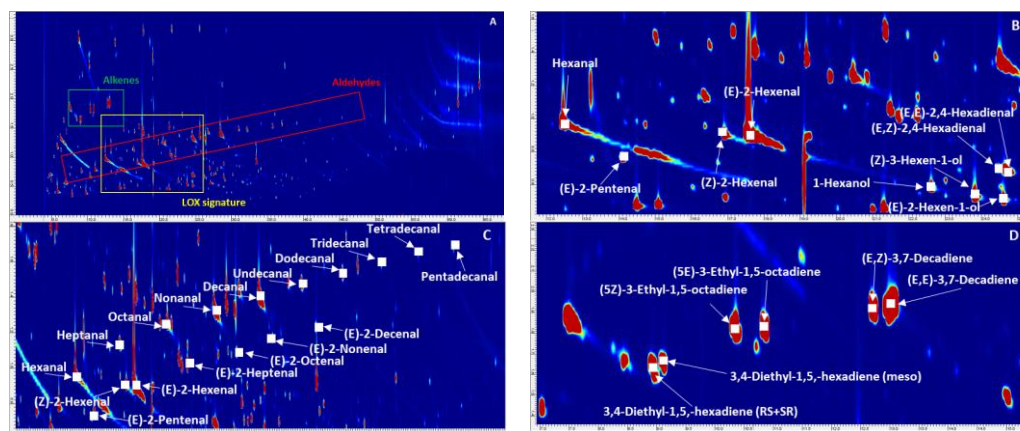 A
Alkenes
Aldehydes
LOX signature
B
Hexanal
(E)-2-Hexenal
(E,E)-2,4-Hexadienal
(E,Z)-2,4-Hexadienal
(Z)-3-Hexen-1-ol
1-Hexanol
(E)-2-Pentenal
(Z)-2-Hexenal
(E)-2-Hexen-1-ol
C
Tetradecanal
Tridecanal
Dodecanal
Undecanal
Pentadecanal
Decanal
Nonanal
Octanal
(E)-2-Decenal
Heptanal
(E)-2-Nonenal
(E)-2-Octenal
Hexanal
(E)-2-Heptenal
(E)-2-Hexenal
(Z)-2-Hexenal
(E)-2-Pentenal
D
(E,Z)-3,7-Decadiene
(5E)-3-Ethyl-1,5-octadiene
(E,E)-3,7-Decadiene
(5Z)-3-Ethyl-1,5-octadiene
3,4-Diethyl-1,5,-hexadiene (meso)
3,4-Diethyl-1,5,-hexadiene (RS+SR)